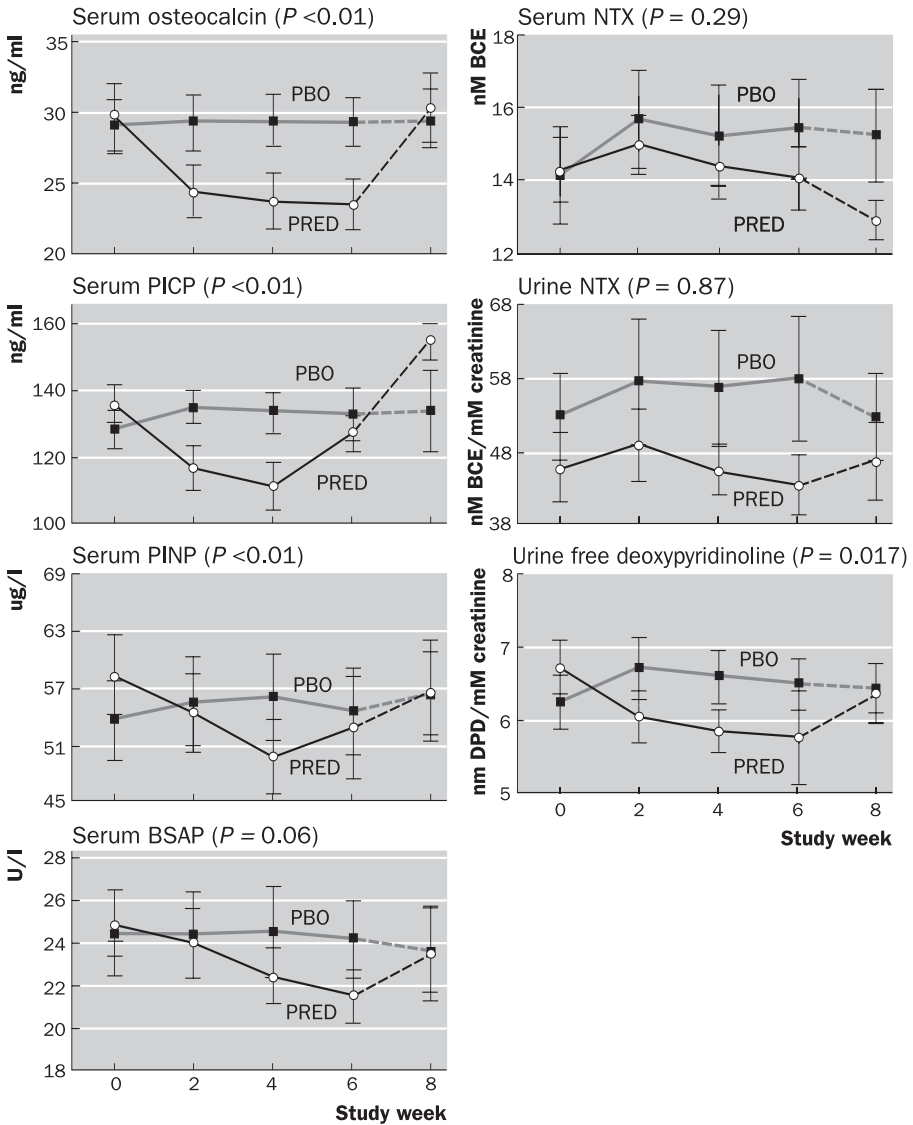 Serum osteocalcin (P <0.01)
ng/ml
35
30
25
20
PBO
PRED
Serum PICP (P <0.01)
ng/ml
160
140
120
100
PBO
PRED
Serum PINP (P <0.01)
ug/l
69
63
57
51
45
PBO
PRED
Serum BSAP (P = 0.06)
U/l
28
26
24
22
20
18
PBO
PRED
0 2 4 6 8
Study week
Serum NTX (P = 0.29)
nM BCE
18
16
14
12
PBO
PRED
Urine NTX (P = 0.87)
nM BCE/mM creatinine
68
58
48
38
PBO
PRED
Urine free deoxypyridinoline (P = 0.017)
nm DPD/mM creatinine
8
7
6
5
PBO
PRED
0 2 4 6 8
Study week